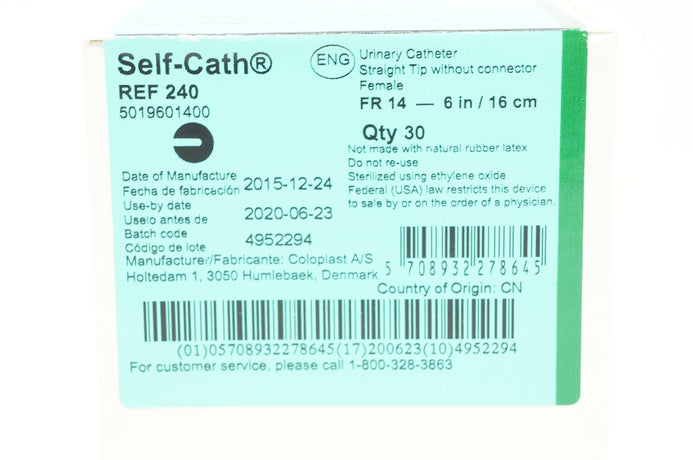 Self-Cath®
REF 240
5019601400
ENG
Urinary Catheter
Straight Tip without connector
Female
FR 14 — 6 in / 16 cm
Qty 30
Not made with natural rubber latex
Do not re-use
Sterilized using ethylene oxide
Federal (USA) law restricts this device
to sale by or on the order of a physician.
Date of Manufacture
Fecha de fabricación 2015-12-24
Use-by date
Uselo antes de 2020-06-23
Batch code
Código de lote 4952294
Manufacturer/Fabricante: Coloplast A/S
Holtedam 1, 3050 Humlebaek, Denmark
5 708932 278645
Country of Origin: CN
(01)05708932278645(17)200623(10)4952294
For customer service, please call 1-800-328-3863